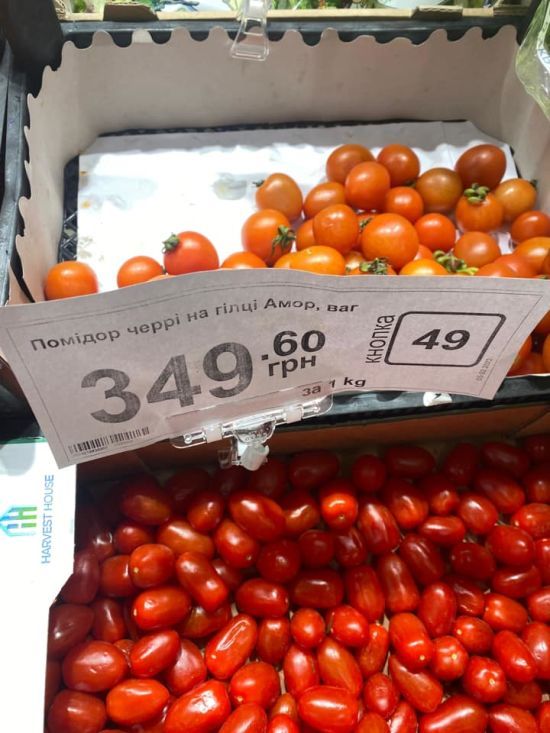 Помідор черрі на гілці Амор, ваг
349.60
грн
за 1 kg
кнопка
49
HARVEST HOUSE